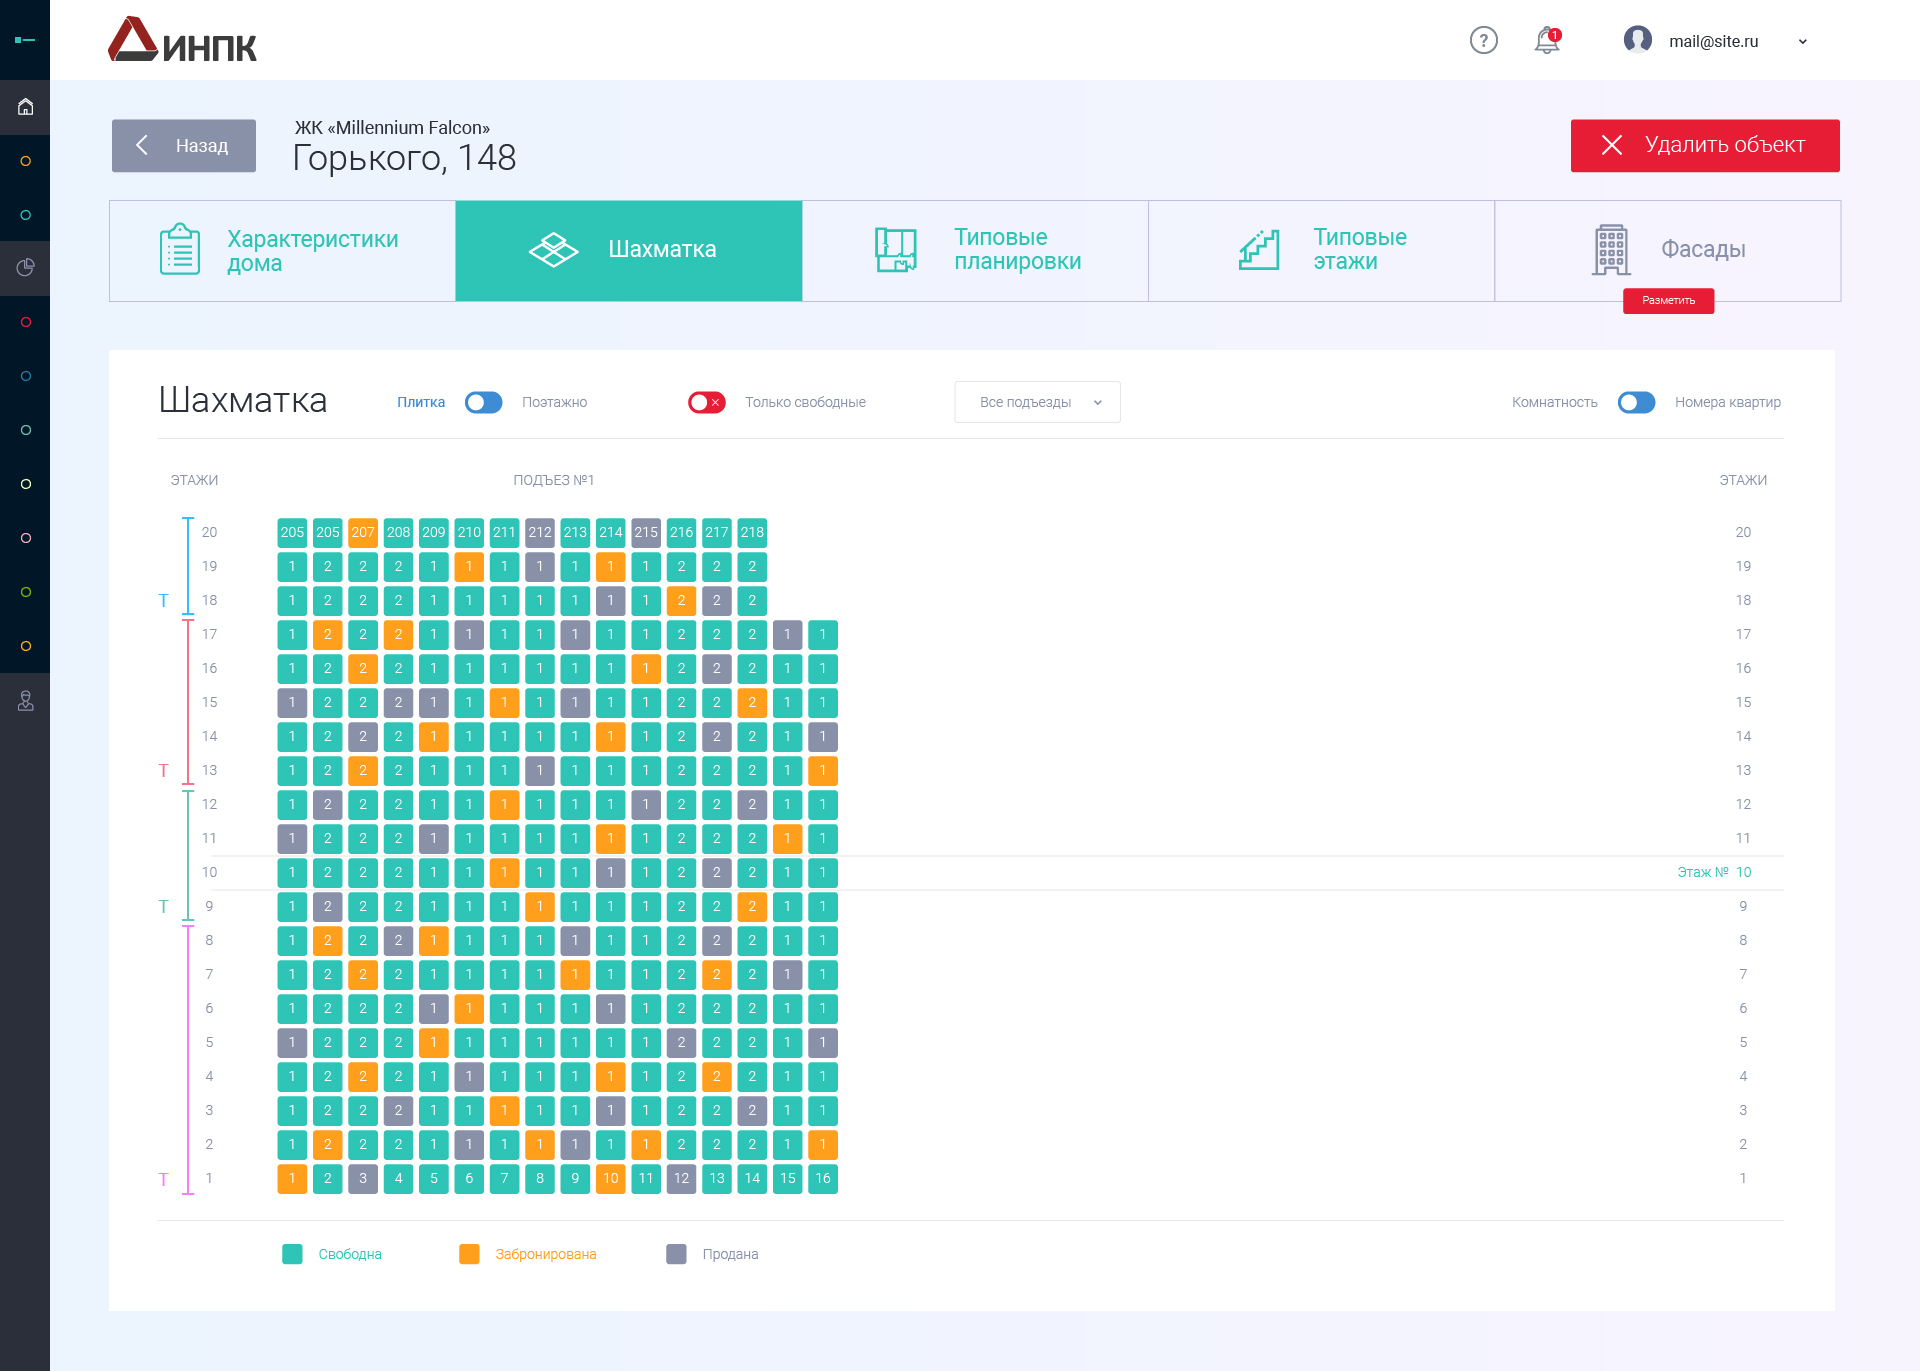 ИНПК
?
1
mail@site.ru
Назад
ЖК «Millennium Falcon»
Горького, 148
Удалить объект
Характеристики
дома
Шахматка
Типовые
планировки
Типовые
этажи
Фасады
Разметить
Шахматка
Плитка
Поэтажно
Только свободные
Все подъезды
Комнатность
Номера квартир
ЭТАЖИ
ПОДЪЕЗ №1
ЭТАЖИ
20 205 205 207 208 209 210 211 212 213 214 215 216 217 218 20
19 1 2 2 2 1 1 1 1 1 1 1 2 2 2 19
T 18 1 2 2 2 1 1 1 1 1 1 1 2 2 2 18
17 1 2 2 2 1 1 1 1 1 1 1 2 2 2 1 1 17
16 1 2 2 2 1 1 1 1 1 1 1 2 2 2 1 1 16
15 1 2 2 2 1 1 1 1 1 1 1 2 2 2 1 1 15
14 1 2 2 2 1 1 1 1 1 1 1 2 2 2 1 1 14
T 13 1 2 2 2 1 1 1 1 1 1 1 2 2 2 1 1 13
12 1 2 2 2 1 1 1 1 1 1 1 2 2 2 1 1 12
11 1 2 2 2 1 1 1 1 1 1 1 2 2 2 1 1 11
10 1 2 2 2 1 1 1 1 1 1 1 2 2 2 1 1 Этаж № 10
T 9 1 2 2 2 1 1 1 1 1 1 1 2 2 2 1 1 9
8 1 2 2 2 1 1 1 1 1 1 1 2 2 2 1 1 8
7 1 2 2 2 1 1 1 1 1 1 1 2 2 2 1 1 7
6 1 2 2 2 1 1 1 1 1 1 1 2 2 2 1 1 6
5 1 2 2 2 1 1 1 1 1 1 1 2 2 2 1 1 5
4 1 2 2 2 1 1 1 1 1 1 1 2 2 2 1 1 4
3 1 2 2 2 1 1 1 1 1 1 1 2 2 2 1 1 3
2 1 2 2 2 1 1 1 1 1 1 1 2 2 2 1 1 2
T 1 1 2 3 4 5 6 7 8 9 10 11 12 13 14 15 16 1
Свободна
Забронирована
Продана